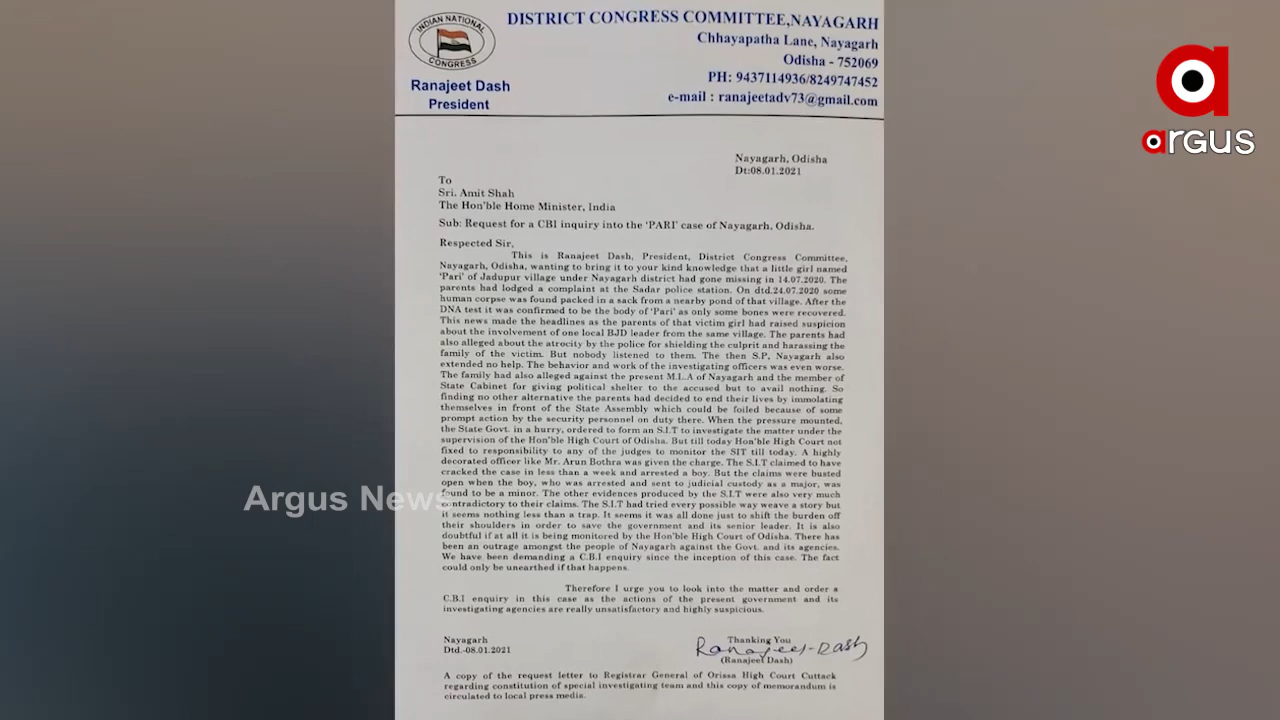 INDIAN NATIONAL
CONGRESS
Ranajeet Dash
President
DISTRICT CONGRESS COMMITTEE,NAYAGARH
Chhayapatha Lane, Nayagarh
Odisha - 752069
PH: 9437114936/8249747452
e-mail : ranajeetadv73@gmail.com
a
argus
Nayagarh, Odisha
Dt:08.01.2021
To
Sri. Amit Shah
The Hon'ble Home Minister, India
Sub: Request for a CBI inquiry into the 'PARI' case of Nayagarh, Odisha.
Respected Sir,
This is Ranajeet Dash, President, District Congress Committee,
Nayagarh, Odisha, wanting to bring it to your kind knowledge that a little girl named
'Pari' of Jadupur village under Nayagarh district had gone missing in 14.07.2020. The
parents had lodged a complaint at the Sadar police station. On dtd.24.07.2020 some
human corpse was found packed in a sack from a nearby pond of that village. After the
DNA test it was confirmed to be the body of 'Pari' as only some bones were recovered.
This news made the headlines as the parents of that victim girl had raised suspicion
about the involvement of one local BJD leader from the same village. The parents had
also alleged about the atrocity by the police for shielding the culprit and harassing the
family of the victim. But nobody listened to them. The then S.P, Nayagarh also
extended no help. The behavior and work of the investigating officers was even worse.
The family had also alleged against the present M.L.A of Nayagarh and the member of
State Cabinet for giving political shelter to the accused but to avail nothing. So
finding no other alternative the parents had decided to end their lives by immolating
themselves in front of the State Assembly which could be foiled because of some
prompt action by the security personnel on duty there. When the pressure mounted,
the State Govt. in a hurry, ordered to form an S.I.T to investigate the matter under the
supervision of the Hon'ble High Court of Odisha. But till today Hon'ble High Court not
fixed to responsibility to any of the judges to monitor the SIT till today. A highly
decorated officer like Mr. Arun Bothra was given the charge. The S.I.T claimed to have
cracked the case in less than a week and arrested a boy. But the claims were busted
open when the boy, who was arrested and sent to judicial custody as a major, was
found to be a minor. The other evidences produced by the S.I.T were also very much
contradictory to their claims. The S.I.T had tried every possible way weave a story but
it seems nothing less than a trap. It seems it was all done just to shift the burden off
their shoulders in order to save the government and its senior leader. It is also
doubtful if at all it is being monitored by the Hon'ble High Court of Odisha. There has
been an outrage amongst the people of Nayagarh against the Govt. and its agencies.
We have been demanding a C.B.I enquiry since the inception of this case. The fact
could only be unearthed if that happens.
Therefore I urge you to look into the matter and order a
C.B.I enquiry in this case as the actions of the present government and its
investigating agencies are really unsatisfactory and highly suspicious.
Nayagarh
Dtd.-08.01.2021
Thanking You
Ranajeet-Dash
(Ranajeet Dash)
A copy of the request letter to Registrar General of Orissa High Court Cuttack
regarding constitution of special investigating team and this copy of memorandum is
circulated to local press media.
Argus News